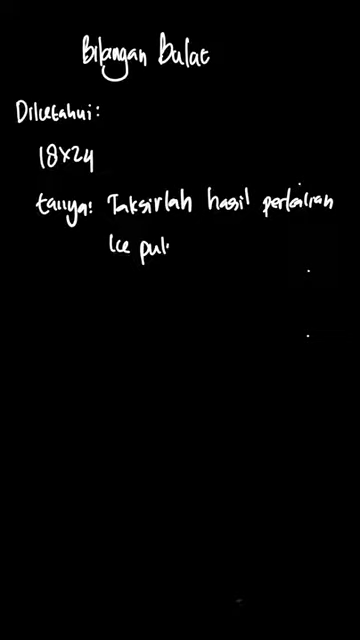 Bilangan Bulat
Diketahui:
18x24
tanya: Taksirlah hasil perkalian
ke pul